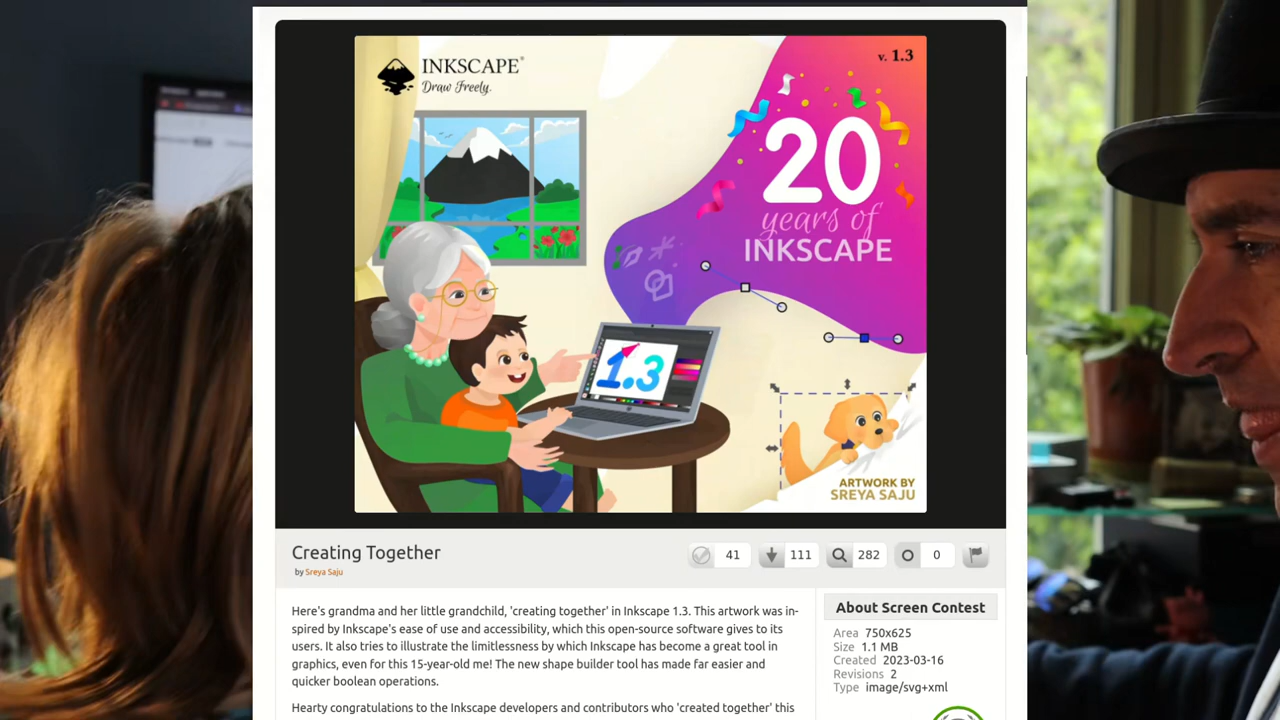 INKSCAPE®
Draw Freely.
v. 1.3
20
years of
INKSCAPE
1.3
ARTWORK BY
SREYA SAJU
Creating Together
by Sreya Saju
41
111
282
0
Here's grandma and her little grandchild, 'creating together' in Inkscape 1.3. This artwork was in-
spired by Inkscape's ease of use and accessibility, which this open-source software gives to its
users. It also tries to illustrate the limitlessness by which Inkscape has become a great tool in
graphics, even for this 15-year-old me! The new shape builder tool has made far easier and
quicker boolean operations.
Hearty congratulations to the Inkscape developers and contributors who 'created together' this
About Screen Contest
Area 750x625
Size 1.1 MB
Created 2023-03-16
Revisions 2
Type image/svg+xml